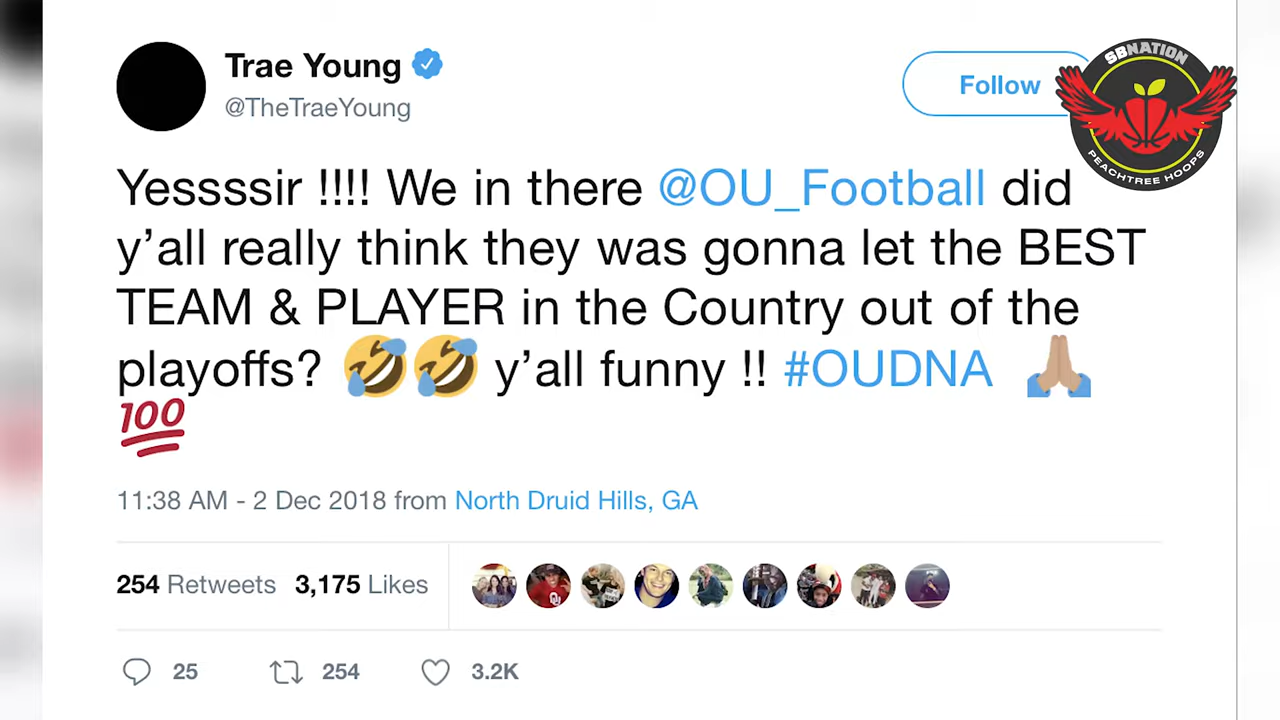 Trae Young
@TheTraeYoung
Follow
SBNATION
PEACHTREE HOOPS
Yessssir !!!! We in there @OU_Football did
y’all really think they was gonna let the BEST
TEAM & PLAYER in the Country out of the
playoffs? 🤣🤣 y’all funny !! #OUDNA 🙏🏼
💯
11:38 AM - 2 Dec 2018 from North Druid Hills, GA
254 Retweets 3,175 Likes
25 254 3.2K